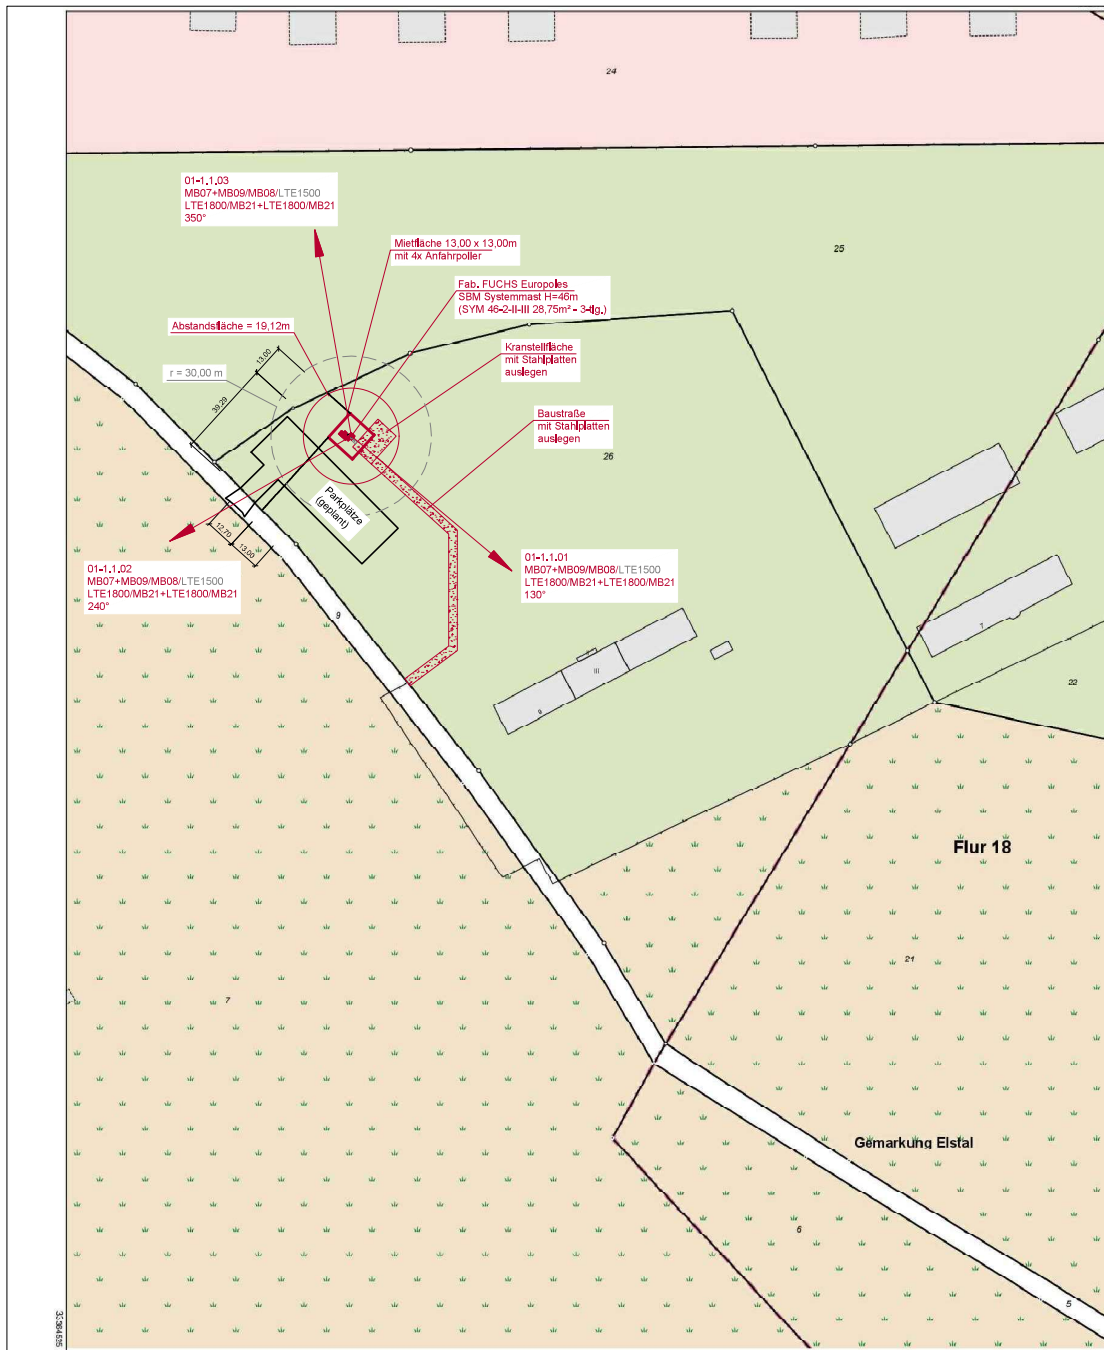 24
01-1.1.03
MB07+MB09/MB08/LTE1500
LTE1800/MB21+LTE1800/MB21
350°
Mietfläche 13,00 x 13,00m
mit 4x Anfahrpoller
25
Fab. FUCHS Europoles
SBM Systemmast H=46m
(SYM 46-2-II-III 28,75m² - 3-tlg.)
Abstandsfläche = 19,12m
Kranstellfläche
mit Stahlplatten
auslegen
13,00
r = 30,00 m
39,29
Baustraße
mit Stahlplatten
auslegen
26
Parkplätze
(geplant)
12,70
13,00
01-1.1.01
MB07+MB09/MB08/LTE1500
LTE1800/MB21+LTE1800/MB21
130°
01-1.1.02
MB07+MB09/MB08/LTE1500
LTE1800/MB21+LTE1800/MB21
240°
9
7
III
22
Flur 18
21
7
Gemarkung Elstal
6
5